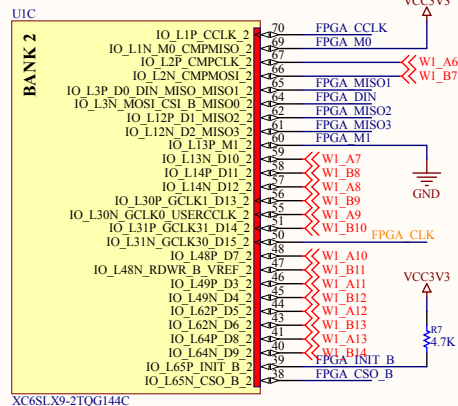 VCC3V3
U1C
BANK 2
IO_L1P_CCLK_2 70 FPGA_CCLK
IO_L1N_M0_CMPMISO_2 69 FPGA_M0
IO_L2P_CMPCLK_2 67 W1_A6
IO_L2N_CMPMOSI_2 66 W1_B7
IO_L3P_D0_DIN_MISO_MISO1_2 65 FPGA_MISO1
IO_L3N_MOSI_CSI_B_MISO0_2 64 FPGA_DIN
IO_L12P_D1_MISO2_2 62 FPGA_MISO2
IO_L12N_D2_MISO3_2 61 FPGA_MISO3
IO_L13P_M1_2 60 FPGA_M1
IO_L13N_D10_2 59 W1_A7
IO_L14P_D11_2 58 W1_B8
IO_L14N_D12_2 57 W1_A8
IO_L30P_GCLK1_D13_2 56 W1_B9
IO_L30N_GCLK0_USERCCLK_2 55 W1_A9
IO_L31P_GCLK31_D14_2 51 W1_B10
IO_L31N_GCLK30_D15_2 50 FPGA_CLK
IO_L48P_D7_2 48 W1_A10
IO_L48N_RDWR_B_VREF_2 47 W1_B11
IO_L49P_D3_2 46 W1_A11
IO_L49N_D4_2 45 W1_B12
IO_L62P_D5_2 44 W1_A12
IO_L62N_D6_2 43 W1_B13
IO_L64P_D8_2 41 W1_A13
IO_L64N_D9_2 40 W1_B14
IO_L65P_INIT_B_2 39 FPGA_INIT_B
IO_L65N_CSO_B_2 38 FPGA_CSO_B
GND
VCC3V3
R7
4.7K
XC6SLX9-2TQG144C